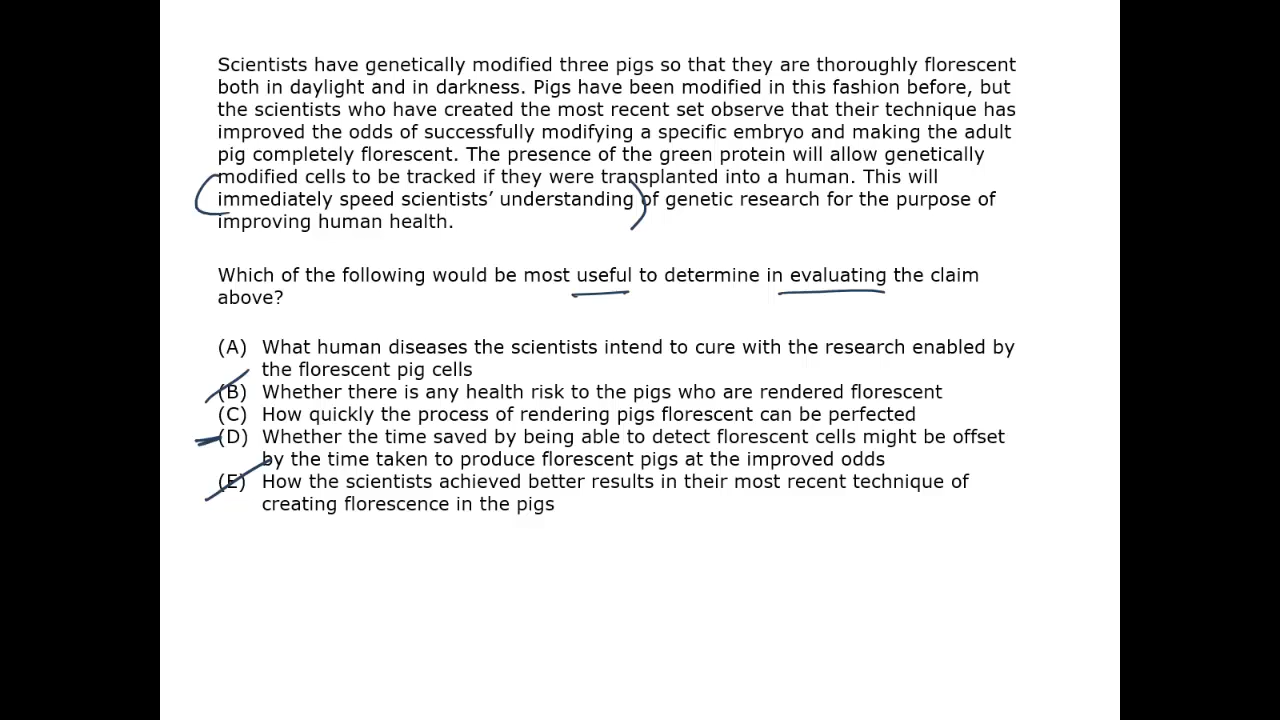 Scientists have genetically modified three pigs so that they are thoroughly florescent
both in daylight and in darkness. Pigs have been modified in this fashion before, but
the scientists who have created the most recent set observe that their technique has
improved the odds of successfully modifying a specific embryo and making the adult
pig completely florescent. The presence of the green protein will allow genetically
modified cells to be tracked if they were transplanted into a human. This will
immediately speed scientists’ understanding of genetic research for the purpose of
improving human health.
Which of the following would be most useful to determine in evaluating the claim
above?
(A) What human diseases the scientists intend to cure with the research enabled by
the florescent pig cells
(B) Whether there is any health risk to the pigs who are rendered florescent
(C) How quickly the process of rendering pigs florescent can be perfected
(D) Whether the time saved by being able to detect florescent cells might be offset
by the time taken to produce florescent pigs at the improved odds
(E) How the scientists achieved better results in their most recent technique of
creating florescence in the pigs